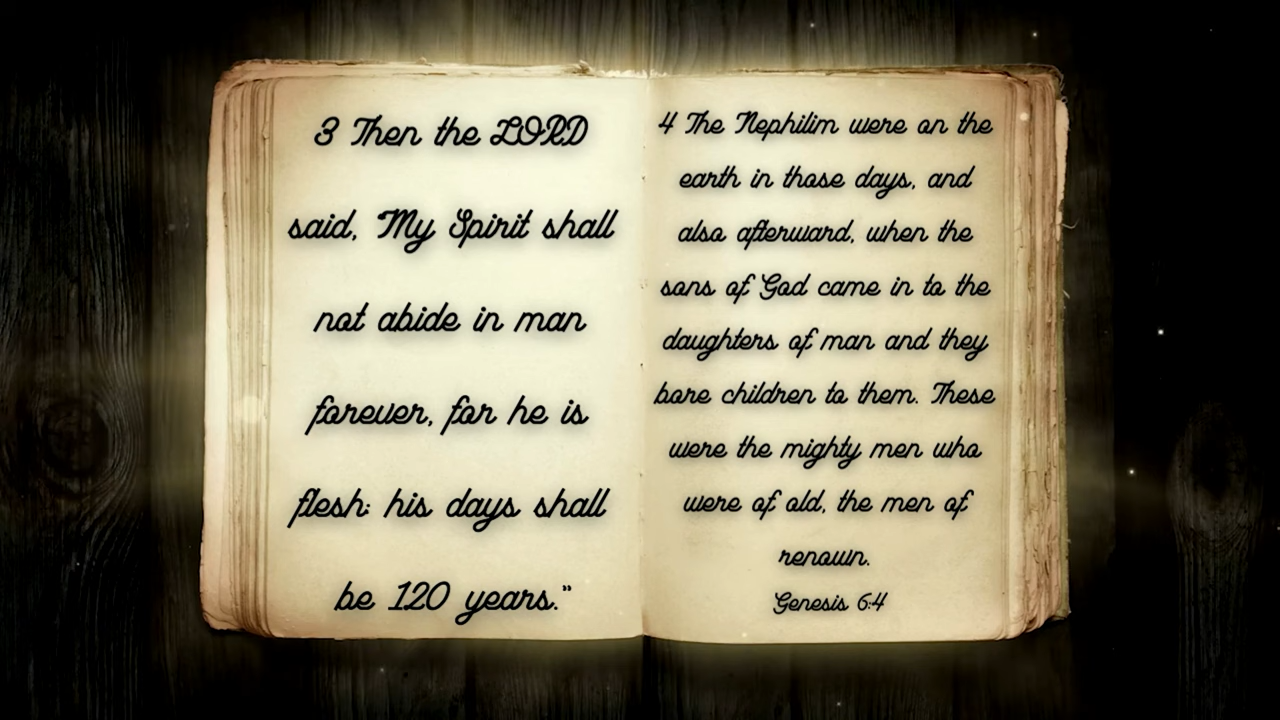 3 Then the LORD
said, "My Spirit shall
not abide in man
forever, for he is
flesh: his days shall
be 120 years."
4 The Nephilim were on the
earth in those days, and
also afterward, when the
sons of God came in to the
daughters of man and they
bore children to them. These
were the mighty men who
were of old, the men of
renown.
Genesis 6:4